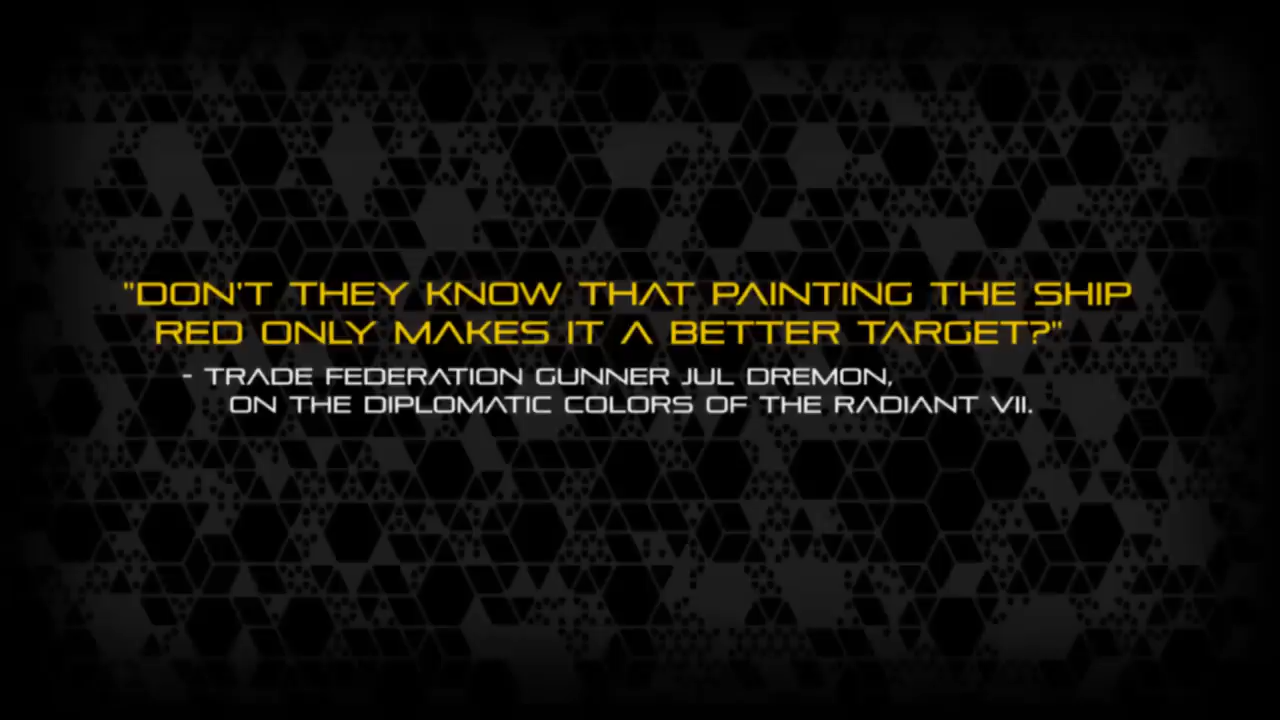 "DON'T THEY KNOW THAT PAINTING THE SHIP
RED ONLY MAKES IT A BETTER TARGET?"
- TRADE FEDERATION GUNNER JUL DREMON,
ON THE DIPLOMATIC COLORS OF THE RADIANT VII.